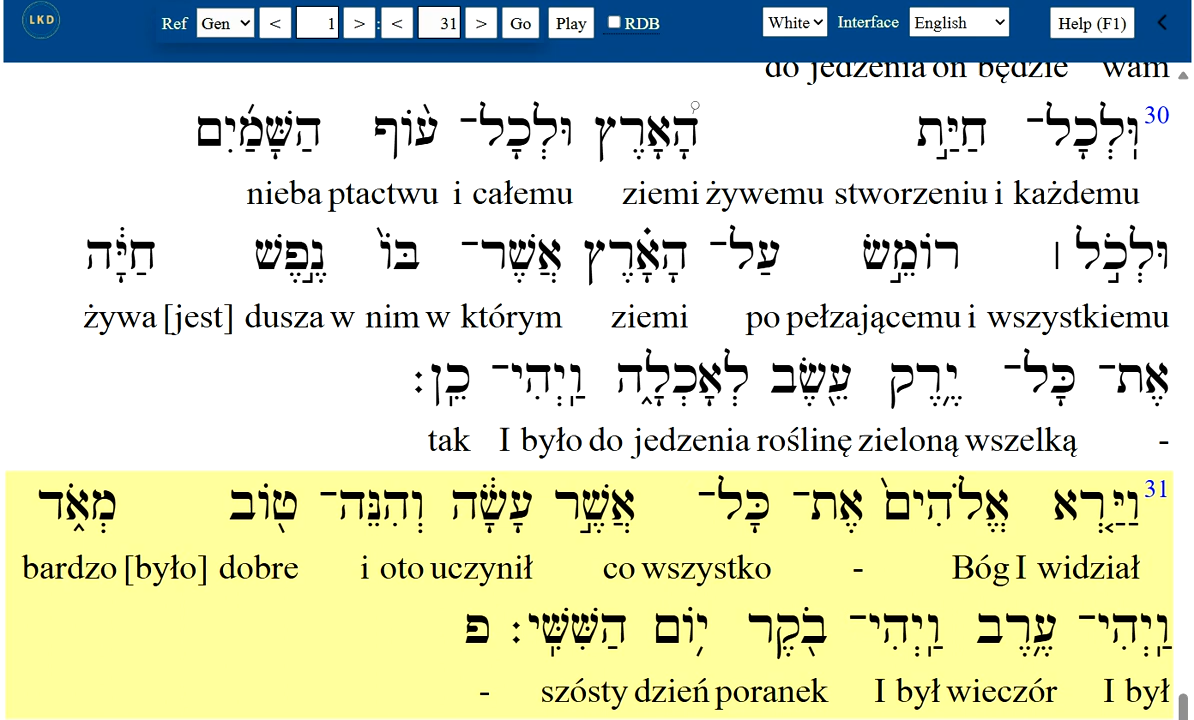 LKD Ref Gen < 1 > : < 31 > Go Play RDB White Interface English Help (F1) <
do jedzenia on będzie wam
30 וּֽלְכָל־ חַיַּ֣ת הָ֠אָרֶץ וּלְכָל־ ע֨וֹף הַשָּׁמַ֜יִם
nieba ptactwu i całemu ziemi żywemu stworzeniu i każdemu
וּלְכֹ֣ל ׀ רוֹמֵ֣שׂ עַל־ הָאָ֗רֶץ אֲשֶׁר־ בּוֹ֙ נֶ֣פֶשׁ חַיָּ֔ה
żywa [jest] dusza w nim w którym ziemi po pełzającemu i wszystkiemu
אֶת־ כָּל־ יֶ֥רֶק עֵ֖שֶׂב לְאָכְלָ֑ה וַֽיְהִי־ כֵֽן׃
tak I było do jedzenia roślinę zieloną wszelką -
31 וַיַּ֤רְא אֱלֹהִים֙ אֶת־ כָּל־ אֲשֶׁ֣ר עָשָׂ֔ה וְהִנֵּה־ ט֖וֹב מְאֹ֑ד
bardzo [było] dobre i oto uczynił co wszystko - Bóg I widział
וַֽיְהִי־ עֶ֥רֶב וַֽיְהִי־ בֹ֖קֶר י֥וֹם הַשִּׁשִּֽׁי׃ פ
- szósty dzień poranek I był wieczór I był